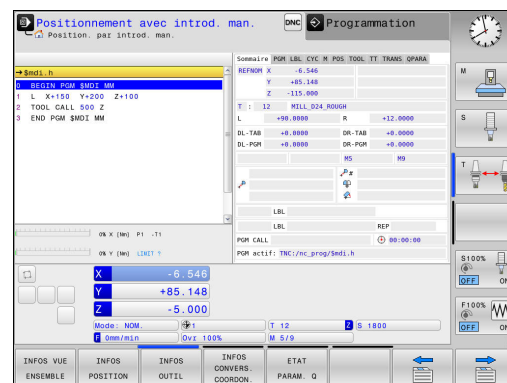 Positionnement avec introd. man.
Position. par introd. man.
DNC
Programmation
→$mdi.h
0 BEGIN PGM $MDI MM
1 L X+150 Y+200 Z+100
2 TOOL CALL 500 Z
3 END PGM $MDI MM
Sommaire PGM LBL CYC M POS TOOL TT TRANS QPARA
REFNOM X -6.546
Y +85.148
Z -115.000
T : 12 MILL_D24_ROUGH
L +90.0000 R +12.0000
DL-TAB +0.0000 DR-TAB +0.0000
DL-PGM +0.0000 DR-PGM +0.0000
M5 M9
P#
P
LBL
LBL REP
PGM CALL 00:00:00
PGM actif: TNC:/nc_prog/$mdi.h
0% X [Nm] P1 -T1
0% Y [Nm] LIMIT ?
X -6.546
Y +85.148
Z -5.000
Mode: NOM. 1 T 12 Z S 1800
F 0mm/min Ovr 100% M 5/9
M
S
T
S100%
OFF ON
F100%
OFF ON
INFOS VUE ENSEMBLE
INFOS POSITION
INFOS OUTIL
INFOS CONVERS. COORDON.
ETAT PARAM. Q